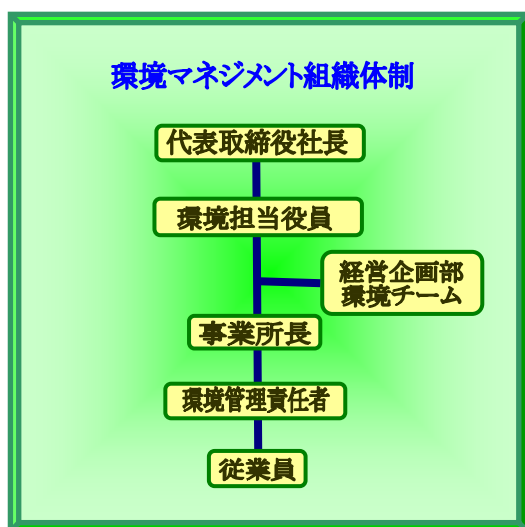 環境マネジメント組織体制
代表取締役社長
環境担当役員
経営企画部
環境チーム
事業所長
環境管理責任者
従業員